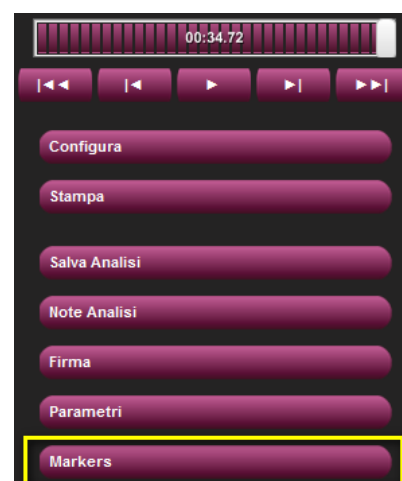 00:34.72
Configura
Stampa
Salva Analisi
Note Analisi
Firma
Parametri
Markers